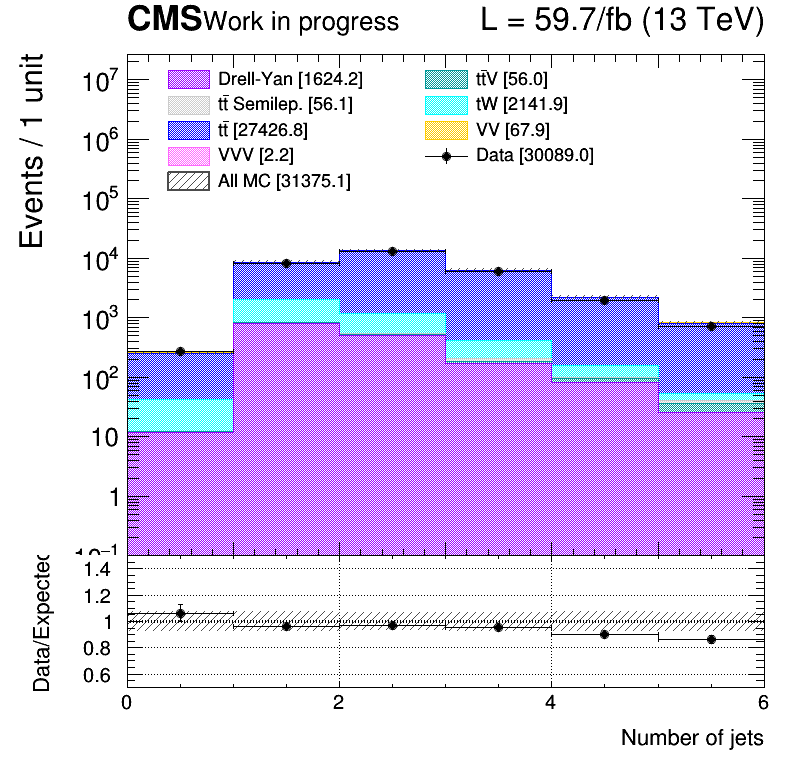 CMS Work in progress L = 59.7/fb (13 TeV)
Events / 1 unit
Drell-Yan [1624.2]
tt̄ Semilep. [56.1]
tt̄ [27426.8]
VVV [2.2]
All MC [31375.1]
tt̄V [56.0]
tW [2141.9]
VV [67.9]
Data [30089.0]
10⁷
10⁶
10⁵
10⁴
10³
10²
10
1
10⁻¹
Data/Expected
1.4
1.2
1
0.8
0.6
0 2 4 6
Number of jets